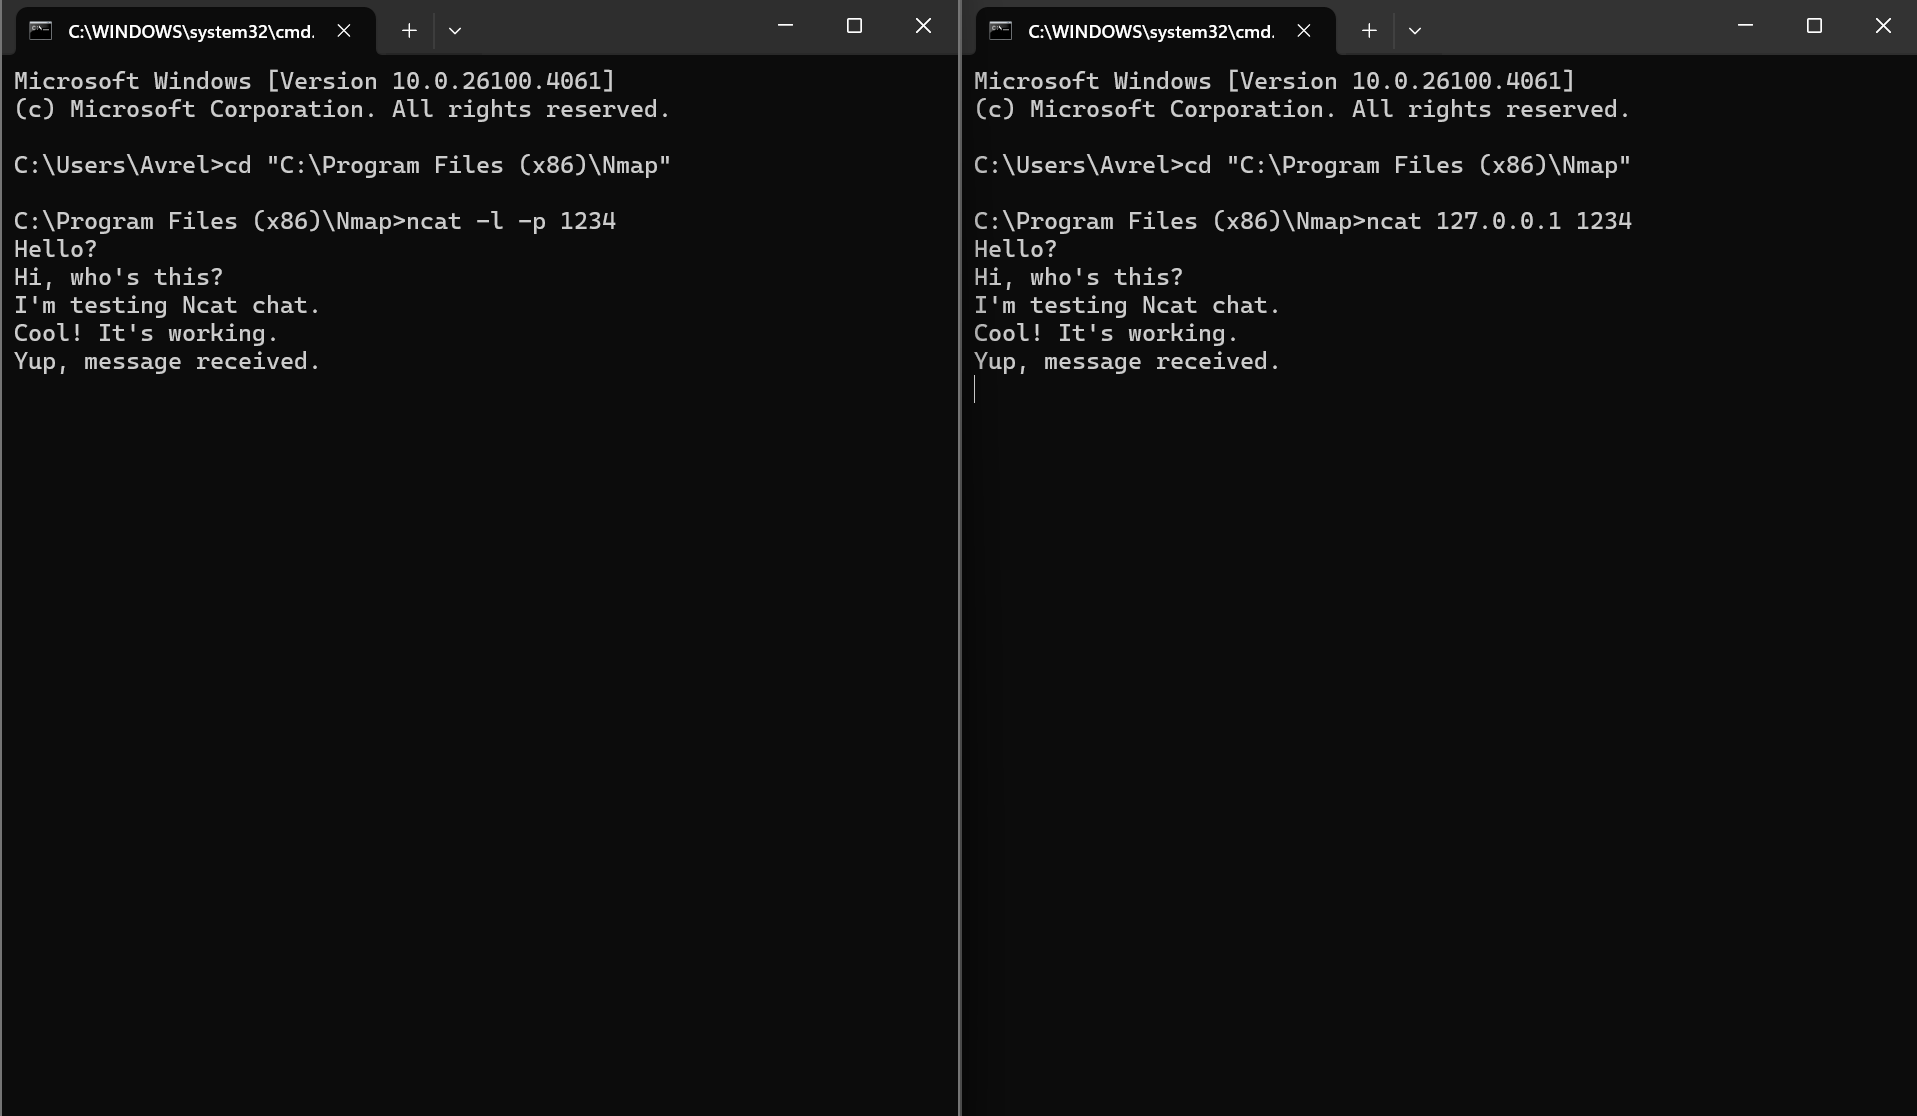 C:\WINDOWS\system32\cmd.
Microsoft Windows [Version 10.0.26100.4061]
(c) Microsoft Corporation. All rights reserved.
C:\Users\Avrel>cd "C:\Program Files (x86)\Nmap"
C:\Program Files (x86)\Nmap>ncat -l -p 1234
Hello?
Hi, who's this?
I'm testing Ncat chat.
Cool! It's working.
Yup, message received.
C:\WINDOWS\system32\cmd.
Microsoft Windows [Version 10.0.26100.4061]
(c) Microsoft Corporation. All rights reserved.
C:\Users\Avrel>cd "C:\Program Files (x86)\Nmap"
C:\Program Files (x86)\Nmap>ncat 127.0.0.1 1234
Hello?
Hi, who's this?
I'm testing Ncat chat.
Cool! It's working.
Yup, message received.